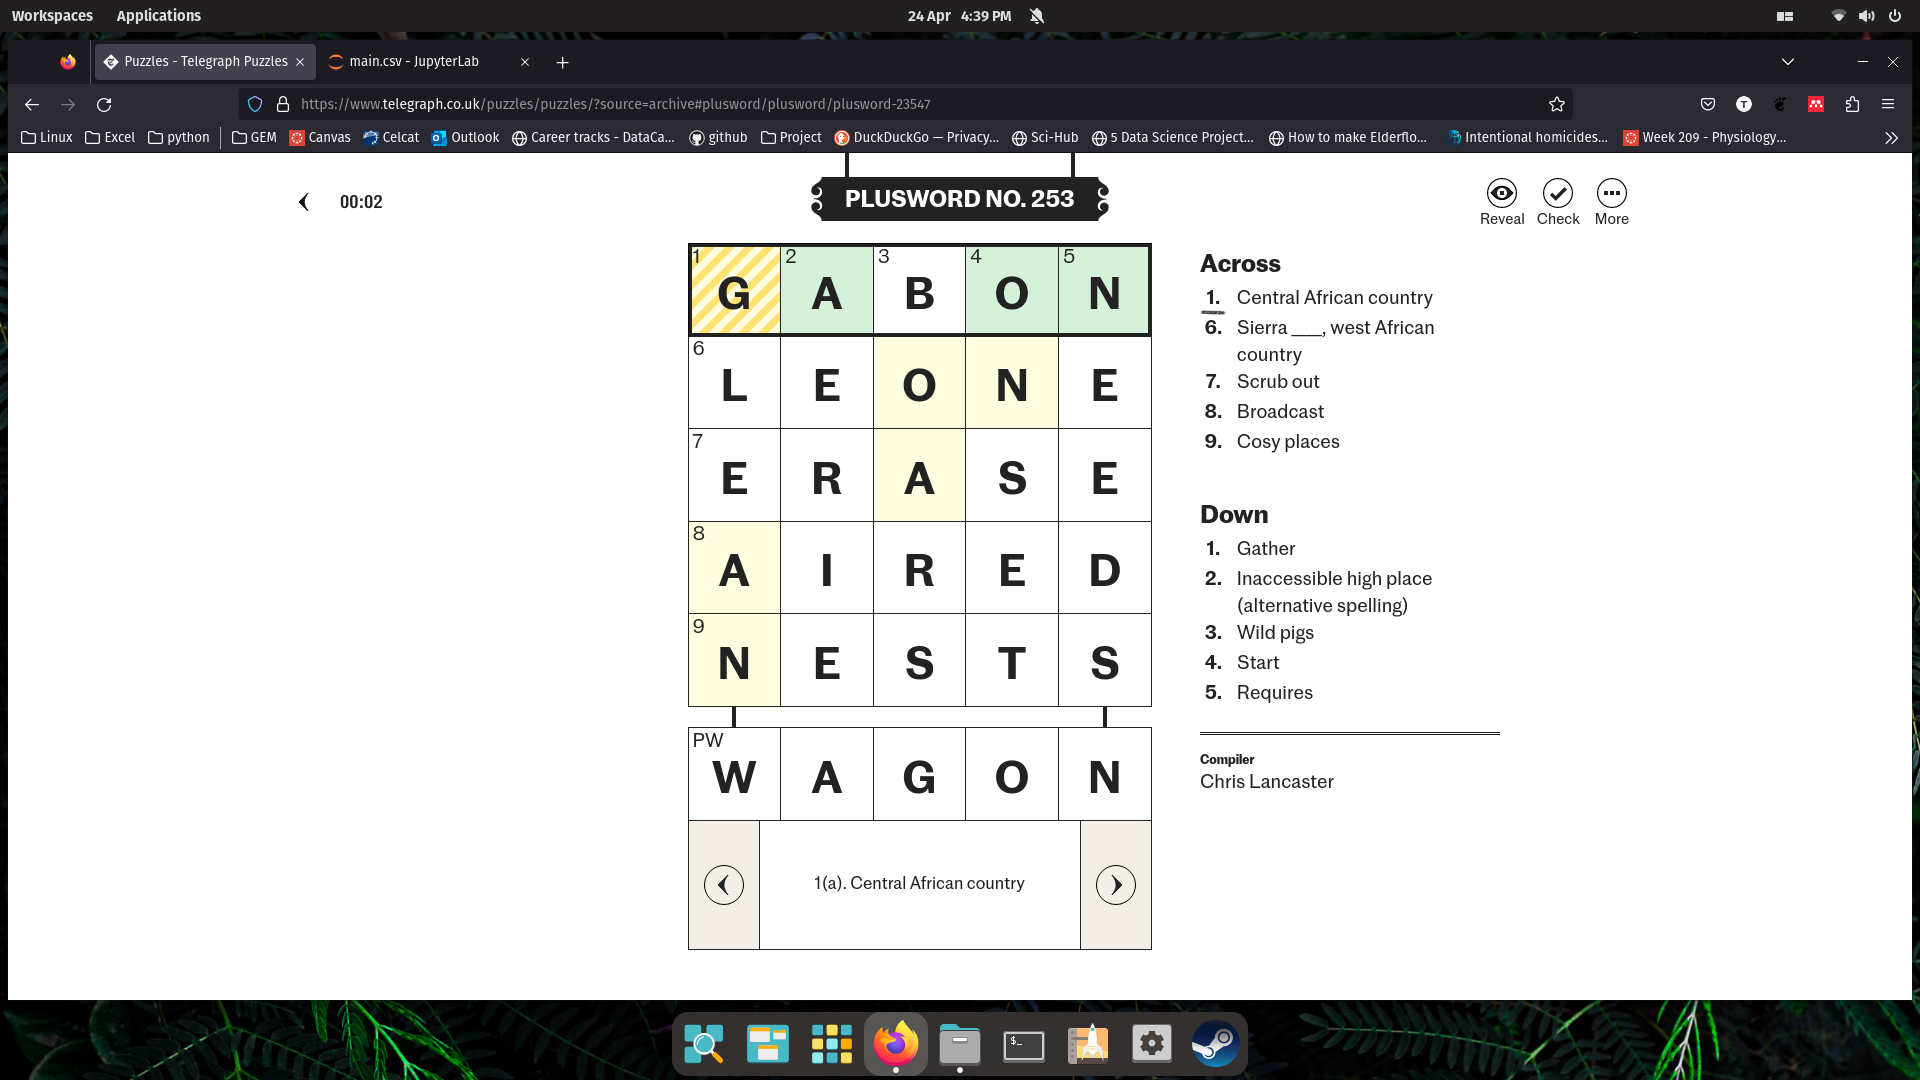 Workspaces Applications 24 Apr 4:39 PM
Puzzles - Telegraph Puzzles main.csv - JupyterLab
https://www.telegraph.co.uk/puzzles/puzzles/?source=archive#plusword/plusword/plusword-23547
Linux Excel python GEM Canvas Celcat Outlook Career tracks - DataCa... github Project DuckDuckGo — Privacy... Sci-Hub 5 Data Science Project... How to make Elderflo... Intentional homicides... Week 209 - Physiology...
00:02
PLUSWORD NO. 253
Reveal Check More
1 G 2 A 3 B 4 O 5 N
6 L E O N E
7 E R A S E
8 A I R E D
9 N E S T S
PW W A G O N
1(a). Central African country
Across
1. Central African country
6. Sierra ___, west African
country
7. Scrub out
8. Broadcast
9. Cosy places
Down
1. Gather
2. Inaccessible high place
(alternative spelling)
3. Wild pigs
4. Start
5. Requires
Compiler
Chris Lancaster